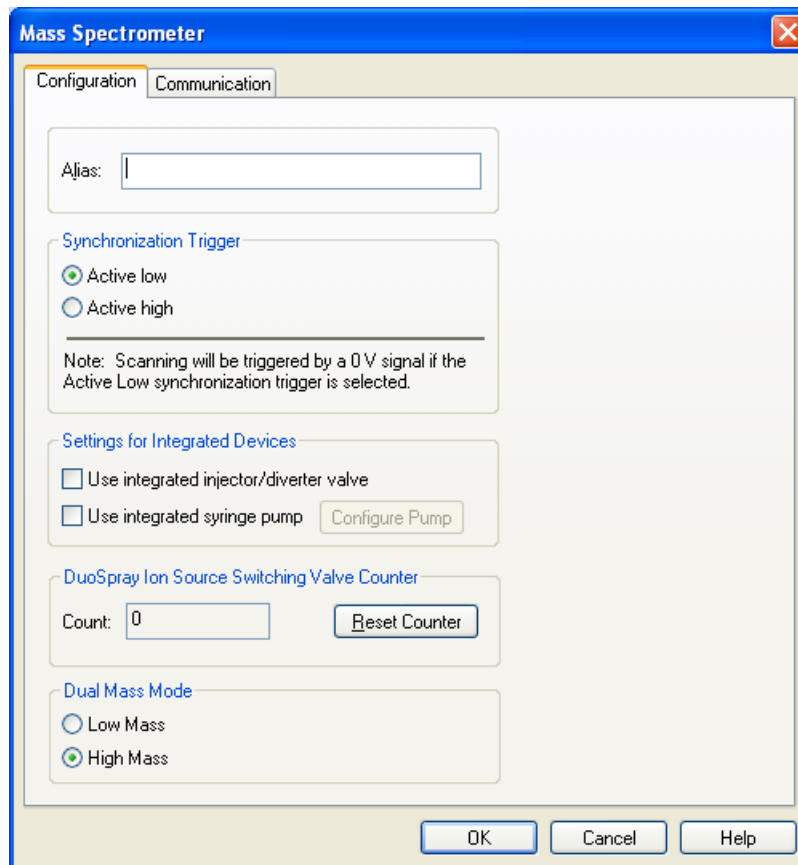 Mass Spectrometer
Configuration
Communication
Alias:
Synchronization Trigger
Active low
Active high
Note: Scanning will be triggered by a 0 V signal if the
Active Low synchronization trigger is selected.
Settings for Integrated Devices
Use integrated injector/diverter valve
Use integrated syringe pump
Configure Pump
DuoSpray Ion Source Switching Valve Counter
Count:
0
Reset Counter
Dual Mass Mode
Low Mass
High Mass
OK
Cancel
Help